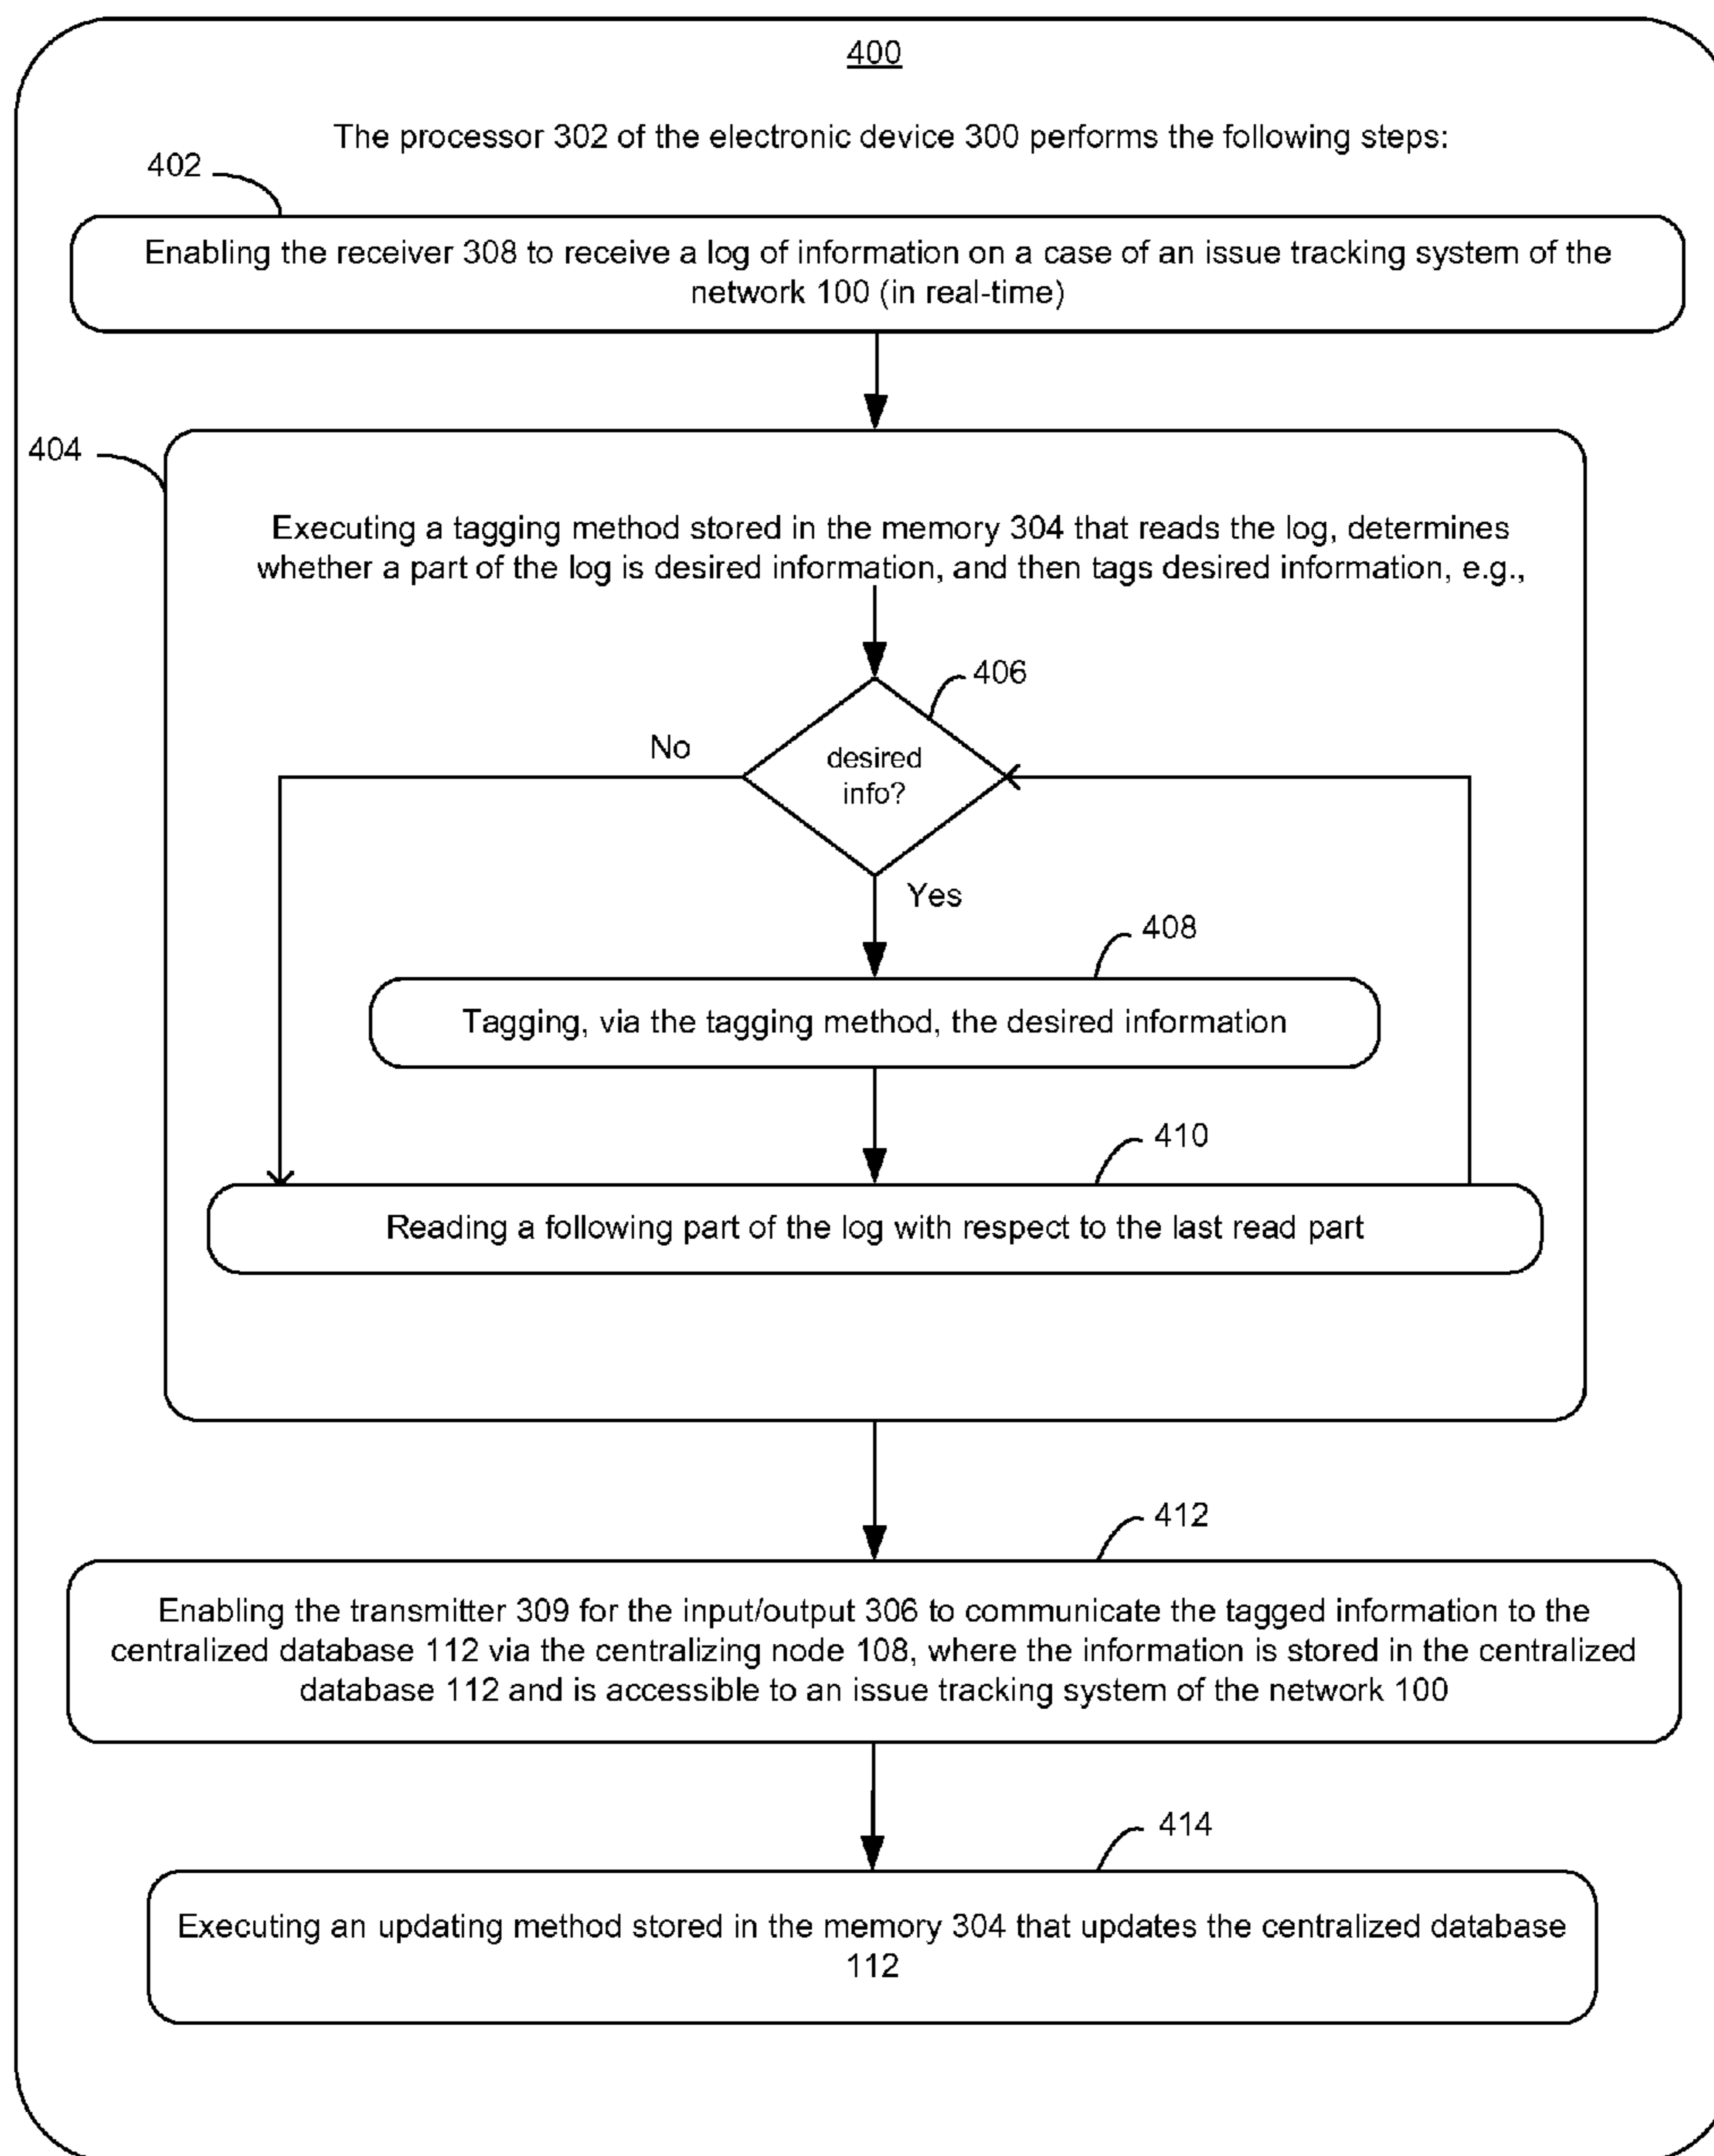 400
The processor 302 of the electronic device 300 performs the following steps:
402
Enabling the receiver 308 to receive a log of information on a case of an issue tracking system of the
network 100 (in real-time)
404
Executing a tagging method stored in the memory 304 that reads the log, determines
whether a part of the log is desired information, and then tags desired information, e.g.,
406
No
desired
info?
Yes
408
Tagging, via the tagging method, the desired information
410
Reading a following part of the log with respect to the last read part
412
Enabling the transmitter 309 for the input/output 306 to communicate the tagged information to the
centralized database 112 via the centralizing node 108, where the information is stored in the centralized
database 112 and is accessible to an issue tracking system of the network 100
414
Executing an updating method stored in the memory 304 that updates the centralized database
112